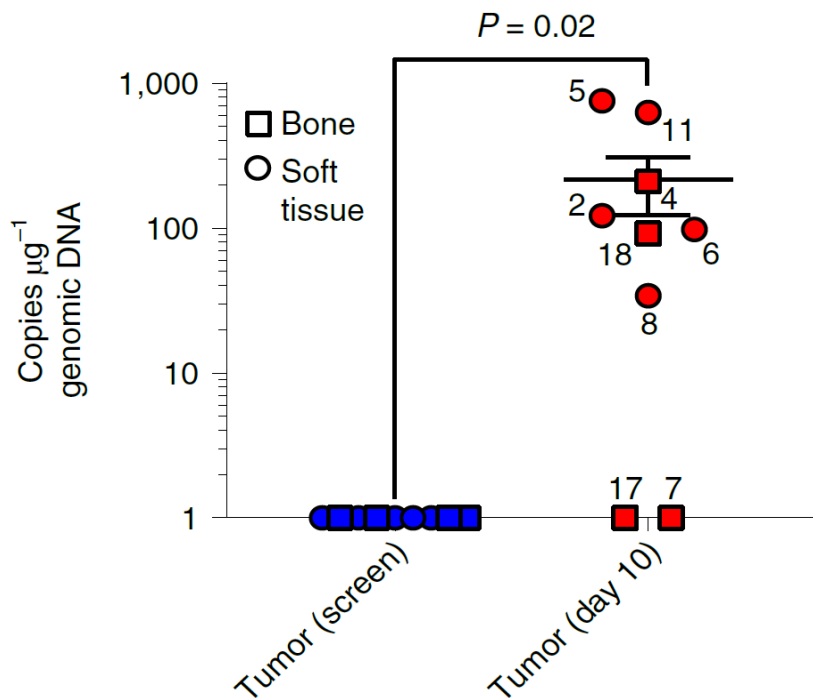 P = 0.02
1,000
100
10
1
Copies μg⁻¹
genomic DNA
Bone
Soft
tissue
5
11
4
2
18
6
8
17
7
Tumor (screen)
Tumor (day 10)